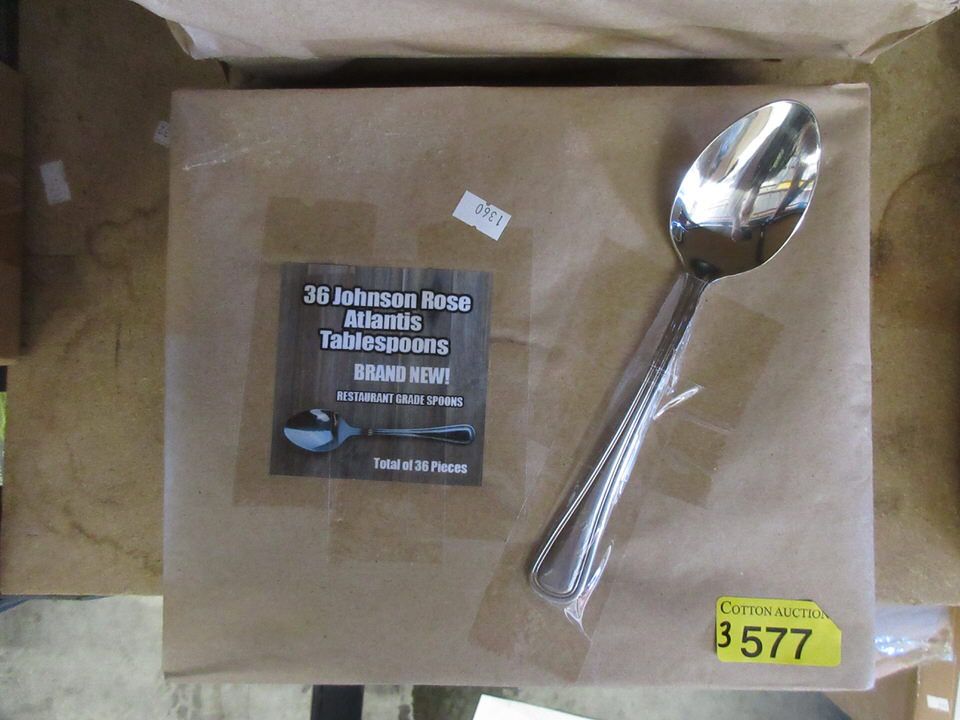 1360
36 Johnson Rose
Atlantis
Tablespoons
BRAND NEW!
RESTAURANT GRADE SPOONS
Total of 36 Pieces
COTTON AUCTION
3 577